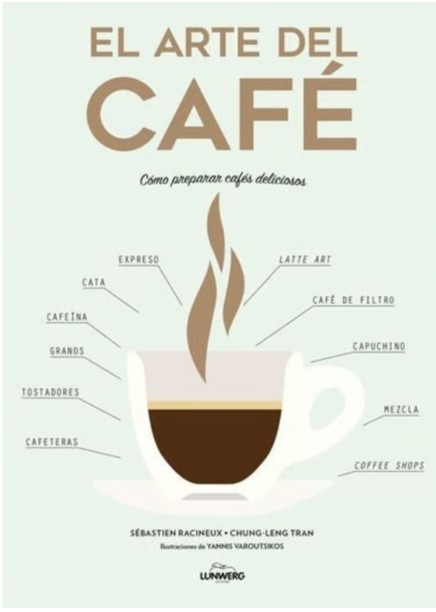 EL ARTE DEL
CAFÉ
Cómo preparar cafés deliciosos
EXPRESO
LATTE ART
CATA
CAFÉ DE FILTRO
CAFEÍNA
CAPUCHINO
GRANOS
TOSTADORES
MEZCLA
CAFETERAS
COFFEE SHOPS
SÉBASTIEN RACINEUX • CHUNG-LENG TRAN
Ilustraciones de YANNIS VAROUTSIKOS
LUNWERG